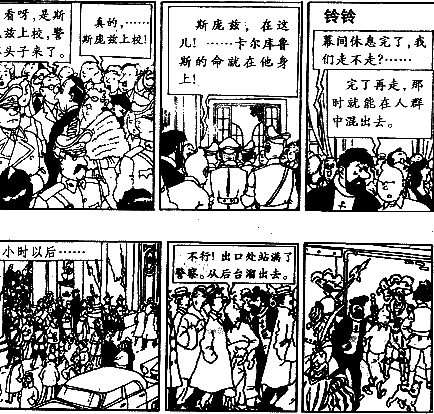 看呀，是斯
庞兹上校，警
头子来了。
真的，……
斯庞兹上校！
斯庞兹，在这
儿！……卡尔库鲁
斯的命就在他身
上！
铃铃
幕间休息完了，我
们走不走？……
完了再走，那
时就能在人群
中混出去。
小时以后……
不行！出口处站满了
警察。从后台溜出去。